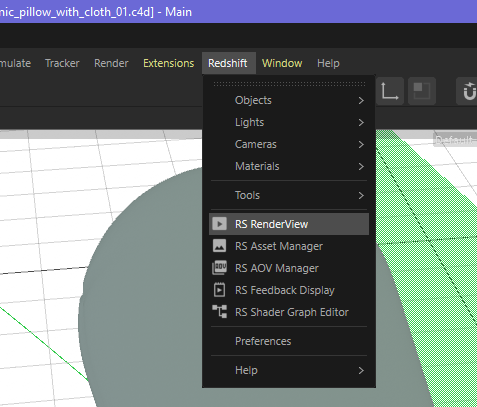 mic_pillow_with_cloth_01.c4d] - Main
mulate Tracker Render Extensions Redshift Window Help
Objects
Lights
Cameras
Materials
Tools
RS RenderView
RS Asset Manager
RS AOV Manager
RS Feedback Display
RS Shader Graph Editor
Preferences
Help
Default